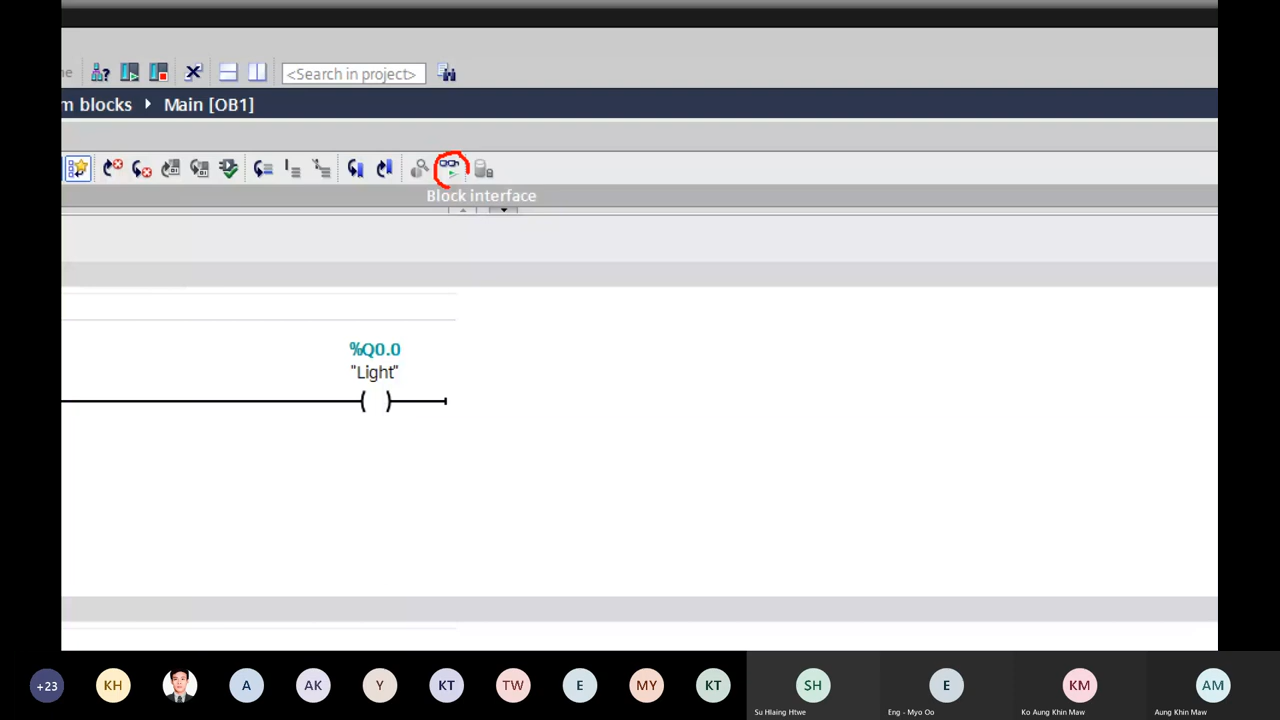 me
<Search in project>
m blocks Main [OB1]
Block interface
%Q0.0
"Light"
+23 KH A AK Y KT TW E MY KT SH E KM AM
Su Hlaing Htwe Eng - Myo Oo Ko Aung Khin Maw Aung Khin Maw